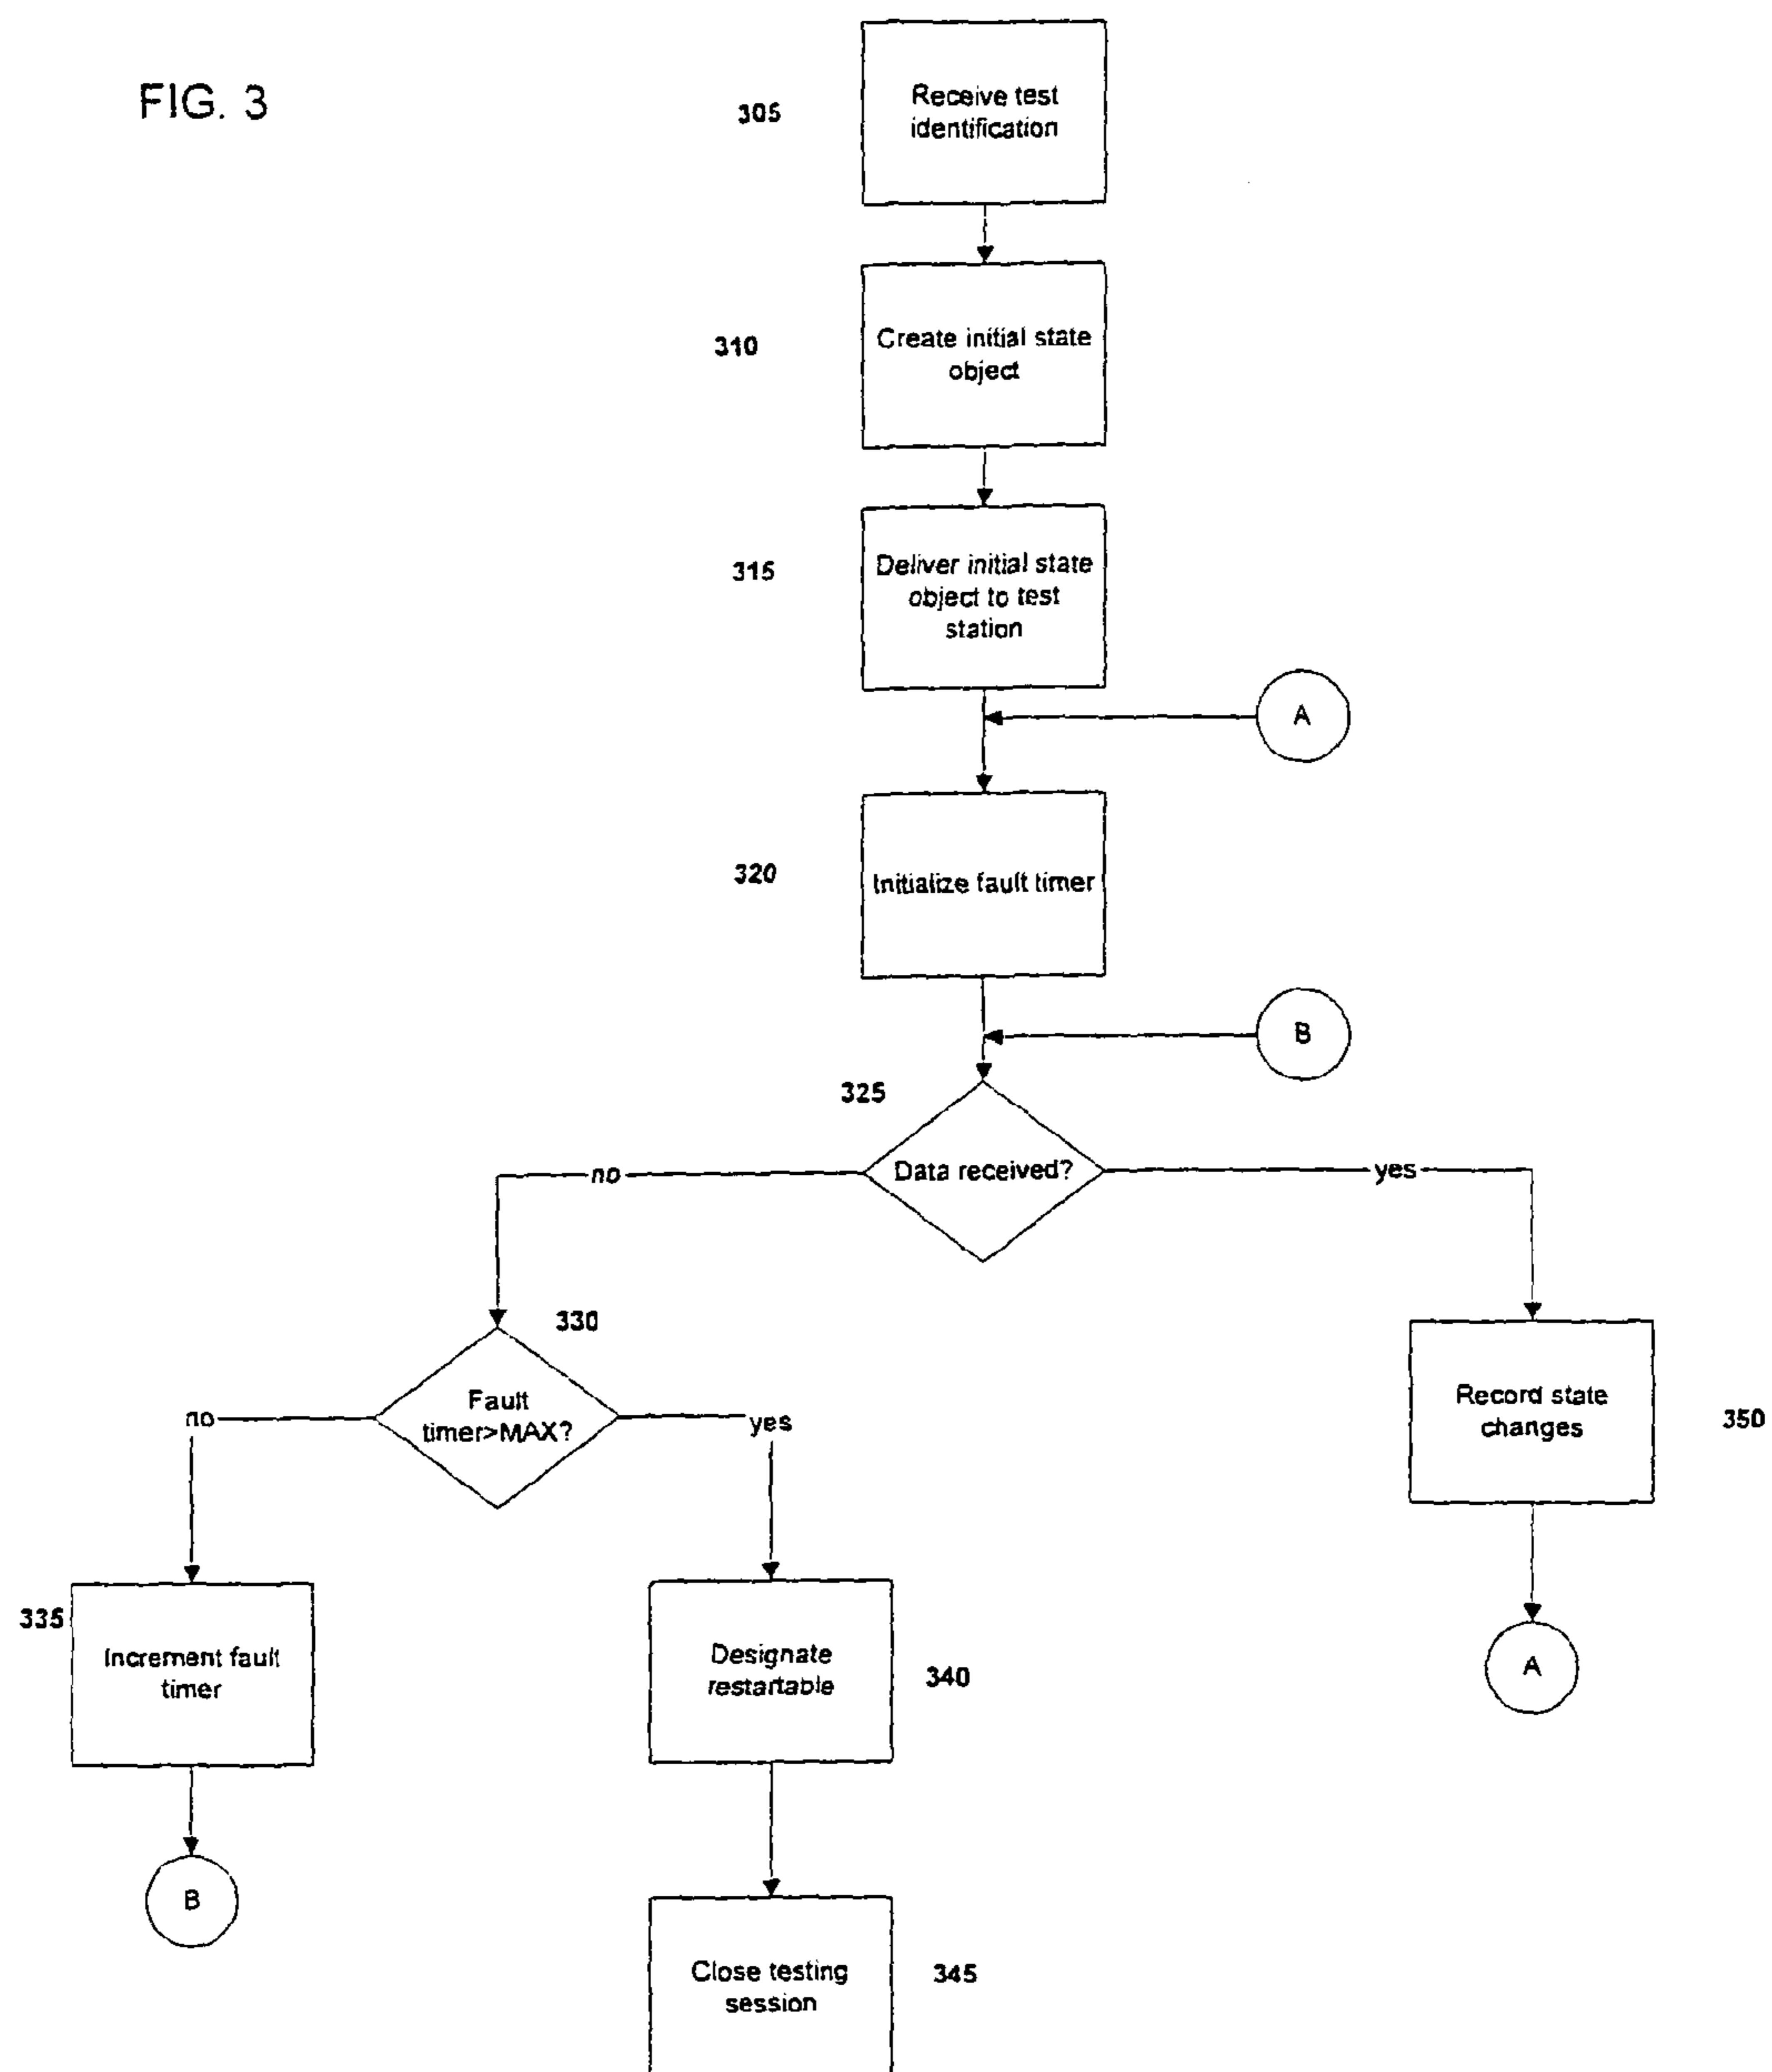 FIG. 3
305
Receive test
identification
310
Create initial state
object
315
Deliver initial state
object to test
station
A
320
Initialize fault timer
B
325
Data received?
no
yes
330
Fault
timer>MAX?
no
yes
Record state
changes
350
335
Increment fault
timer
Designate
restartable
340
A
B
Close testing
session
345